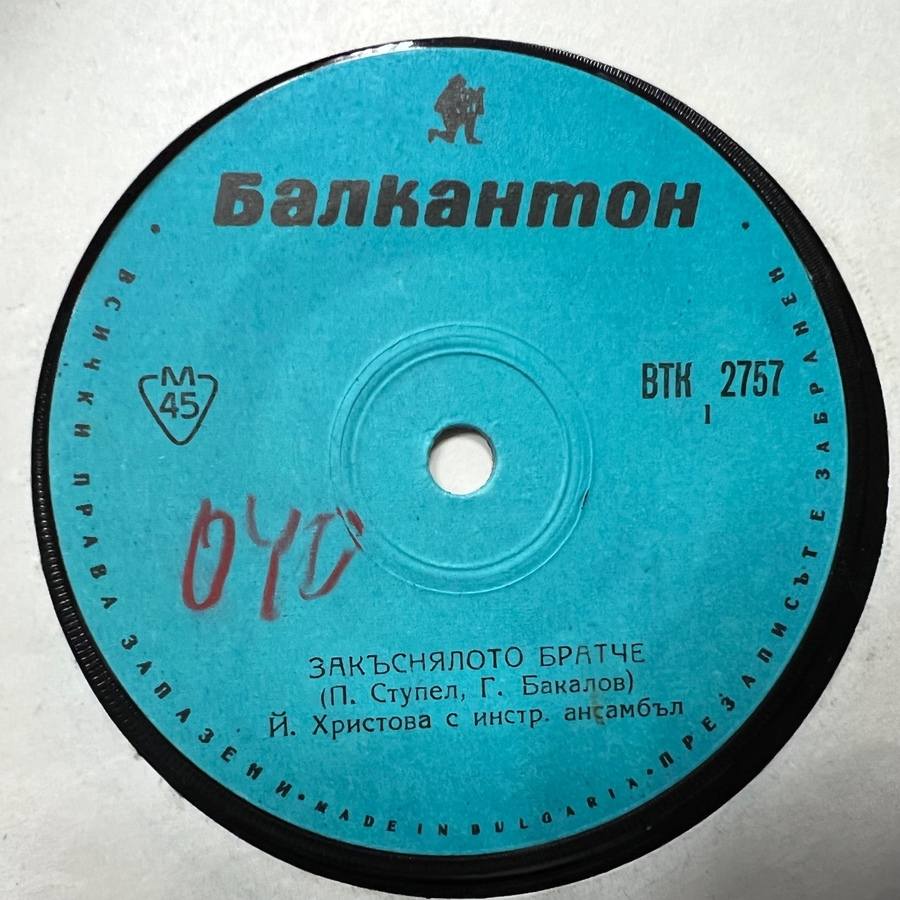 Балкантон
М
45
ВТК 2757
1
ЗАКЪСНЯЛОТО БРАТЧЕ
(П. Ступел, Г. Бакалов)
Й. Христова с инстр. ансамбъл
• ВСИЧКИ ПРАВА ЗАПАЗЕНИ • MADE IN BULGARIA • ПРЕЗАПИСЪТ Е ЗАБРАНЕН •